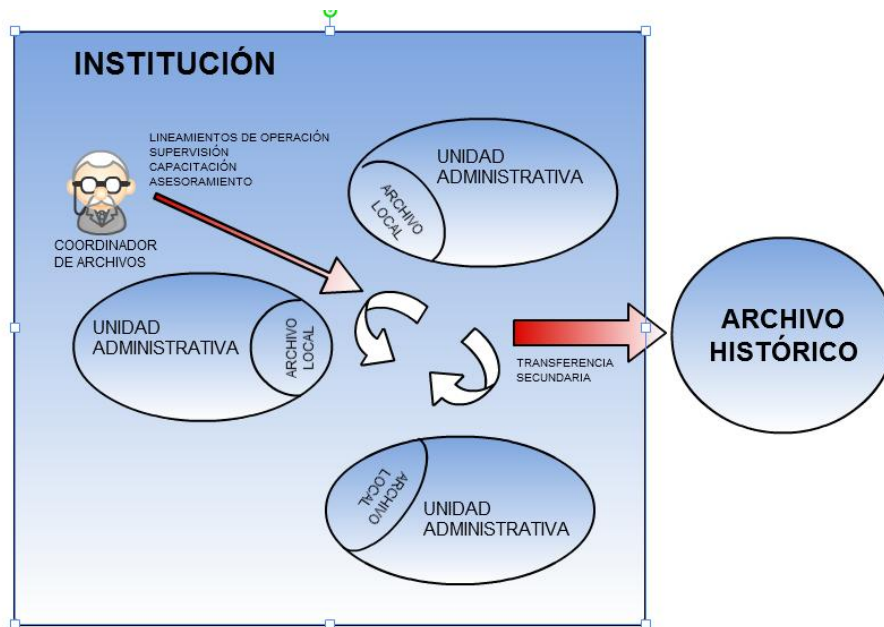 INSTITUCIÓN
LINEAMIENTOS DE OPERACIÓN
SUPERVISIÓN
CAPACITACIÓN
ASESORAMIENTO
COORDINADOR
DE ARCHIVOS
UNIDAD
ADMINISTRATIVA
ARCHIVO
LOCAL
UNIDAD
ADMINISTRATIVA
ARCHIVO
LOCAL
TRANSFERENCIA
SECUNDARIA
ARCHIVO
HISTÓRICO
ARCHIVO
LOCAL
UNIDAD
ADMINISTRATIVA